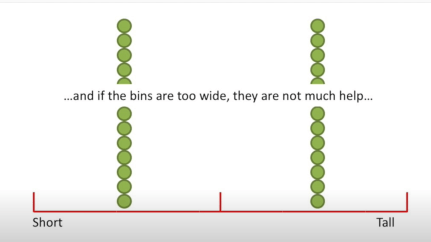 …and if the bins are too wide, they are not much help…
Short Tall